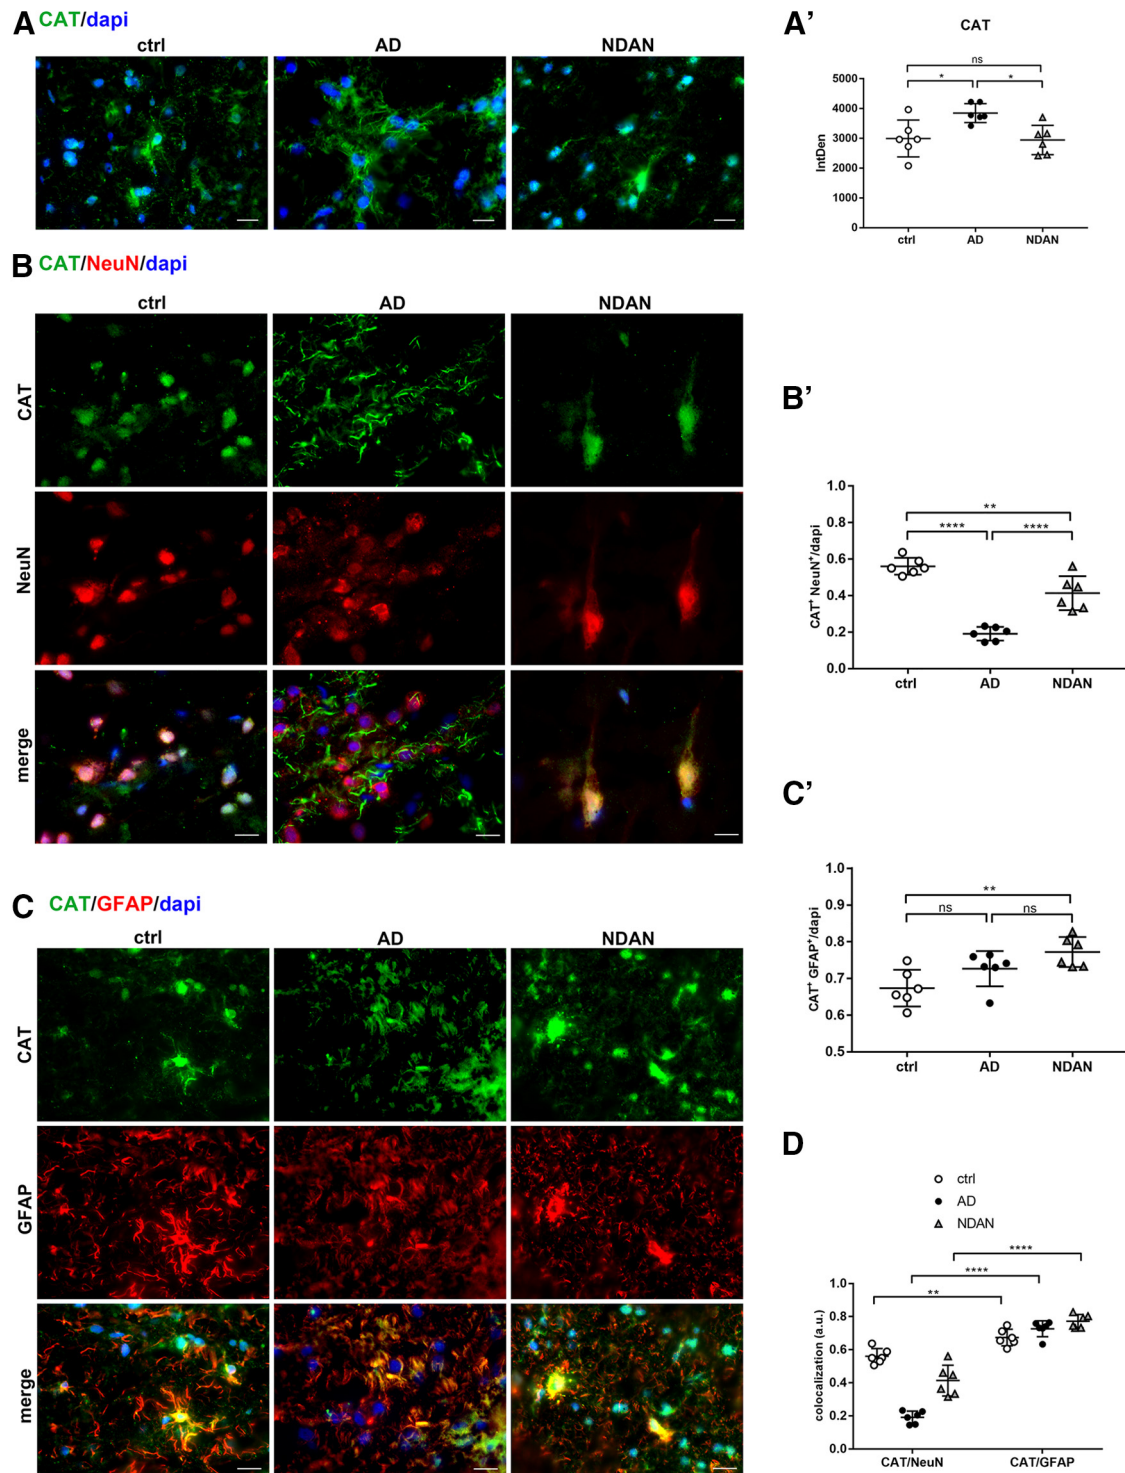 A CAT/dapi
ctrl AD NDAN
A’
CAT
ns
* *
5000
4000
3000
2000
1000
0
IntDen
ctrl AD NDAN
B CAT/NeuN/dapi
ctrl AD NDAN
CAT
NeuN
merge
B’
**
**** ****
1.0
0.8
0.6
0.4
0.2
0.0
CAT⁺ NeuN⁺/dapi
ctrl AD NDAN
C CAT/GFAP/dapi
ctrl AD NDAN
CAT
GFAP
merge
C’
**
ns ns
1.0
0.9
0.8
0.7
0.6
0.5
CAT⁺ GFAP⁺/dapi
ctrl AD NDAN
D
ctrl
AD
NDAN
****
****
**
1.0
0.8
0.6
0.4
0.2
0.0
colocalization (a.u.)
CAT/NeuN CAT/GFAP